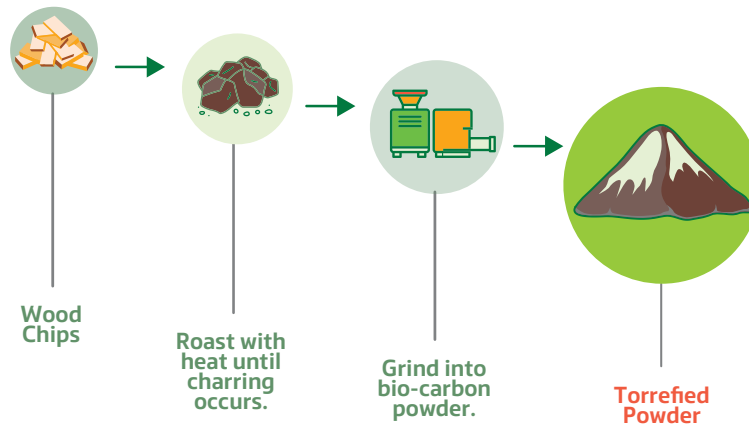 Wood
Chips
Roast with
heat until
charring
occurs.
Grind into
bio-carbon
powder.
Torrefied
Powder